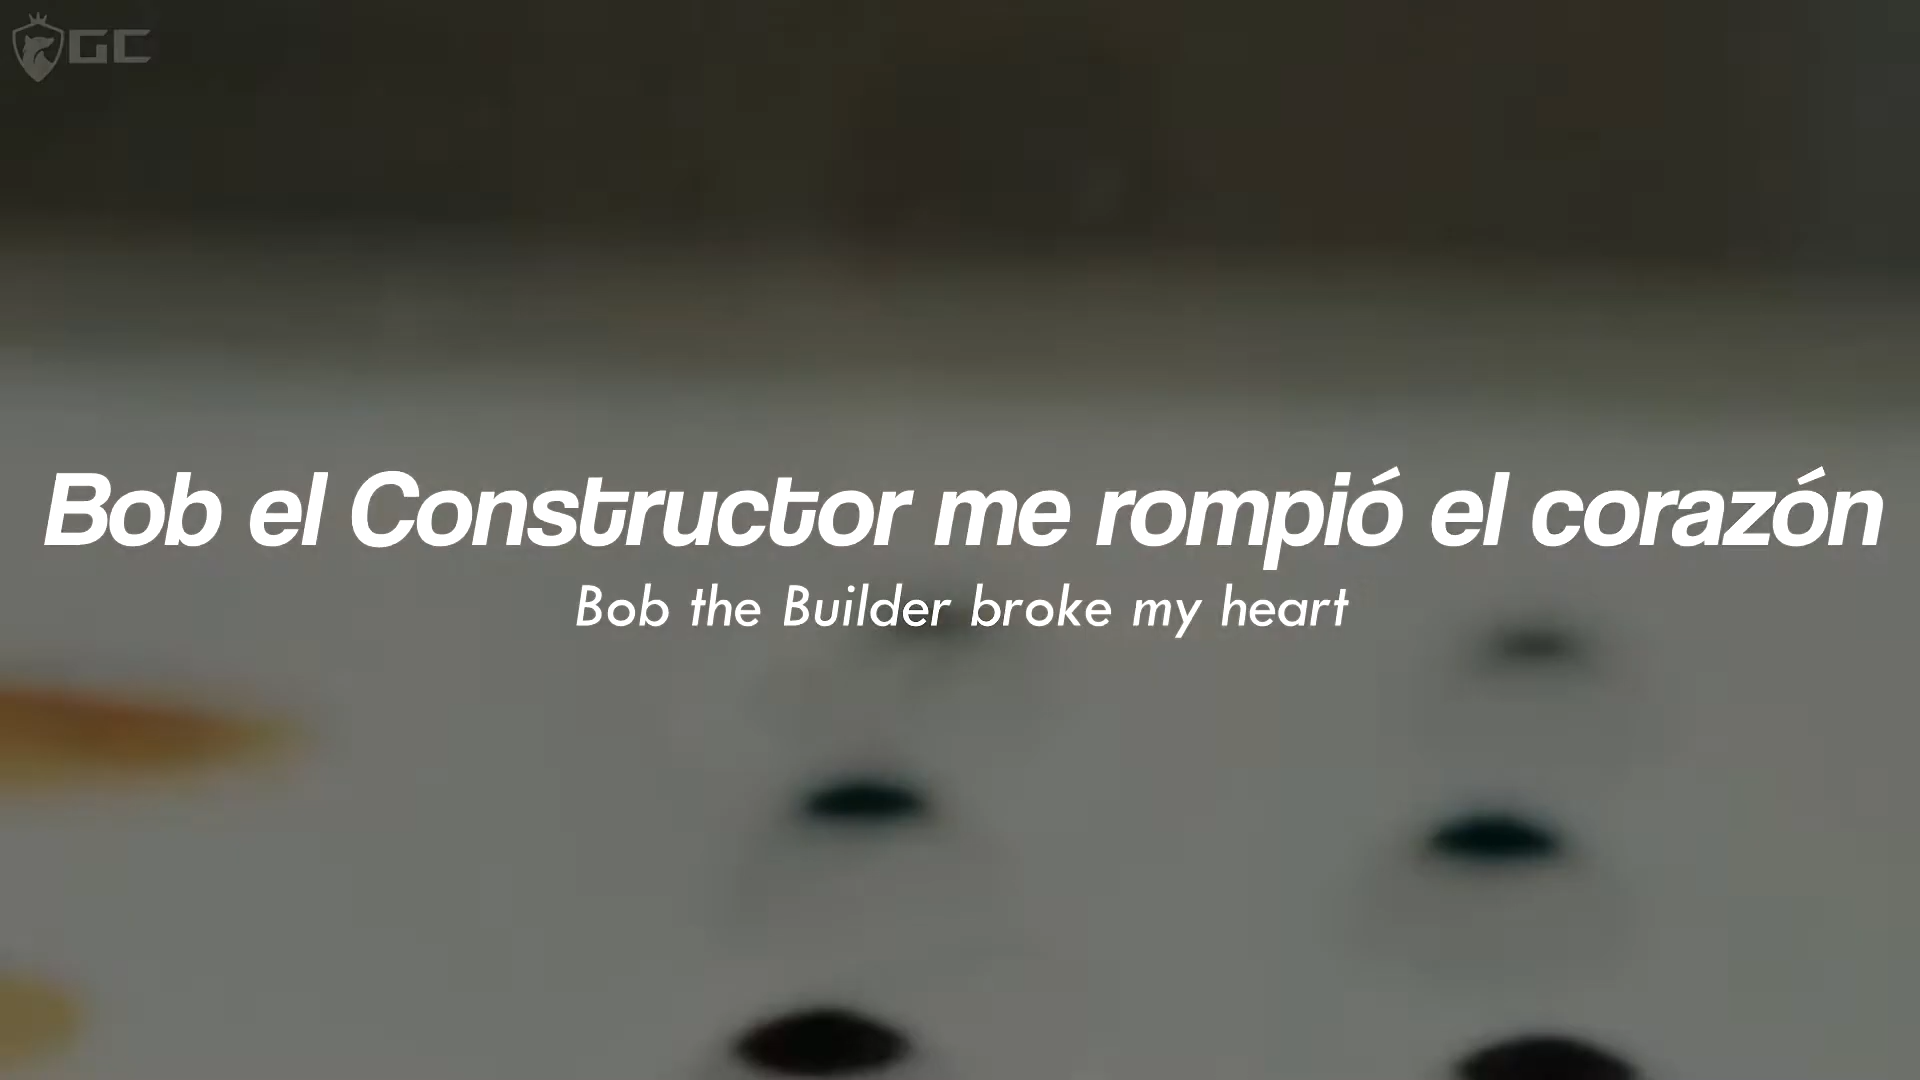 GC
Bob el Constructor me rompió el corazón
Bob the Builder broke my heart